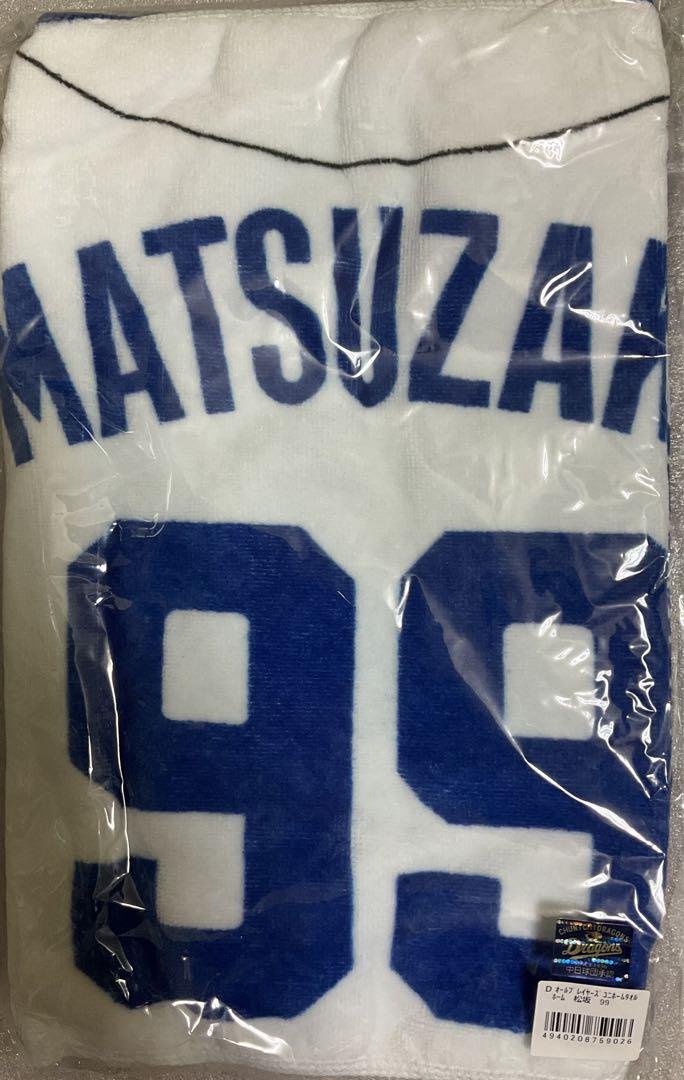 MATSUZAK
99
CHUNICHI DRAGONS
Dragons
中日球団承認
D オールプレイヤーズ ユニホームタオル
ホーム 松坂 99
4940208759026